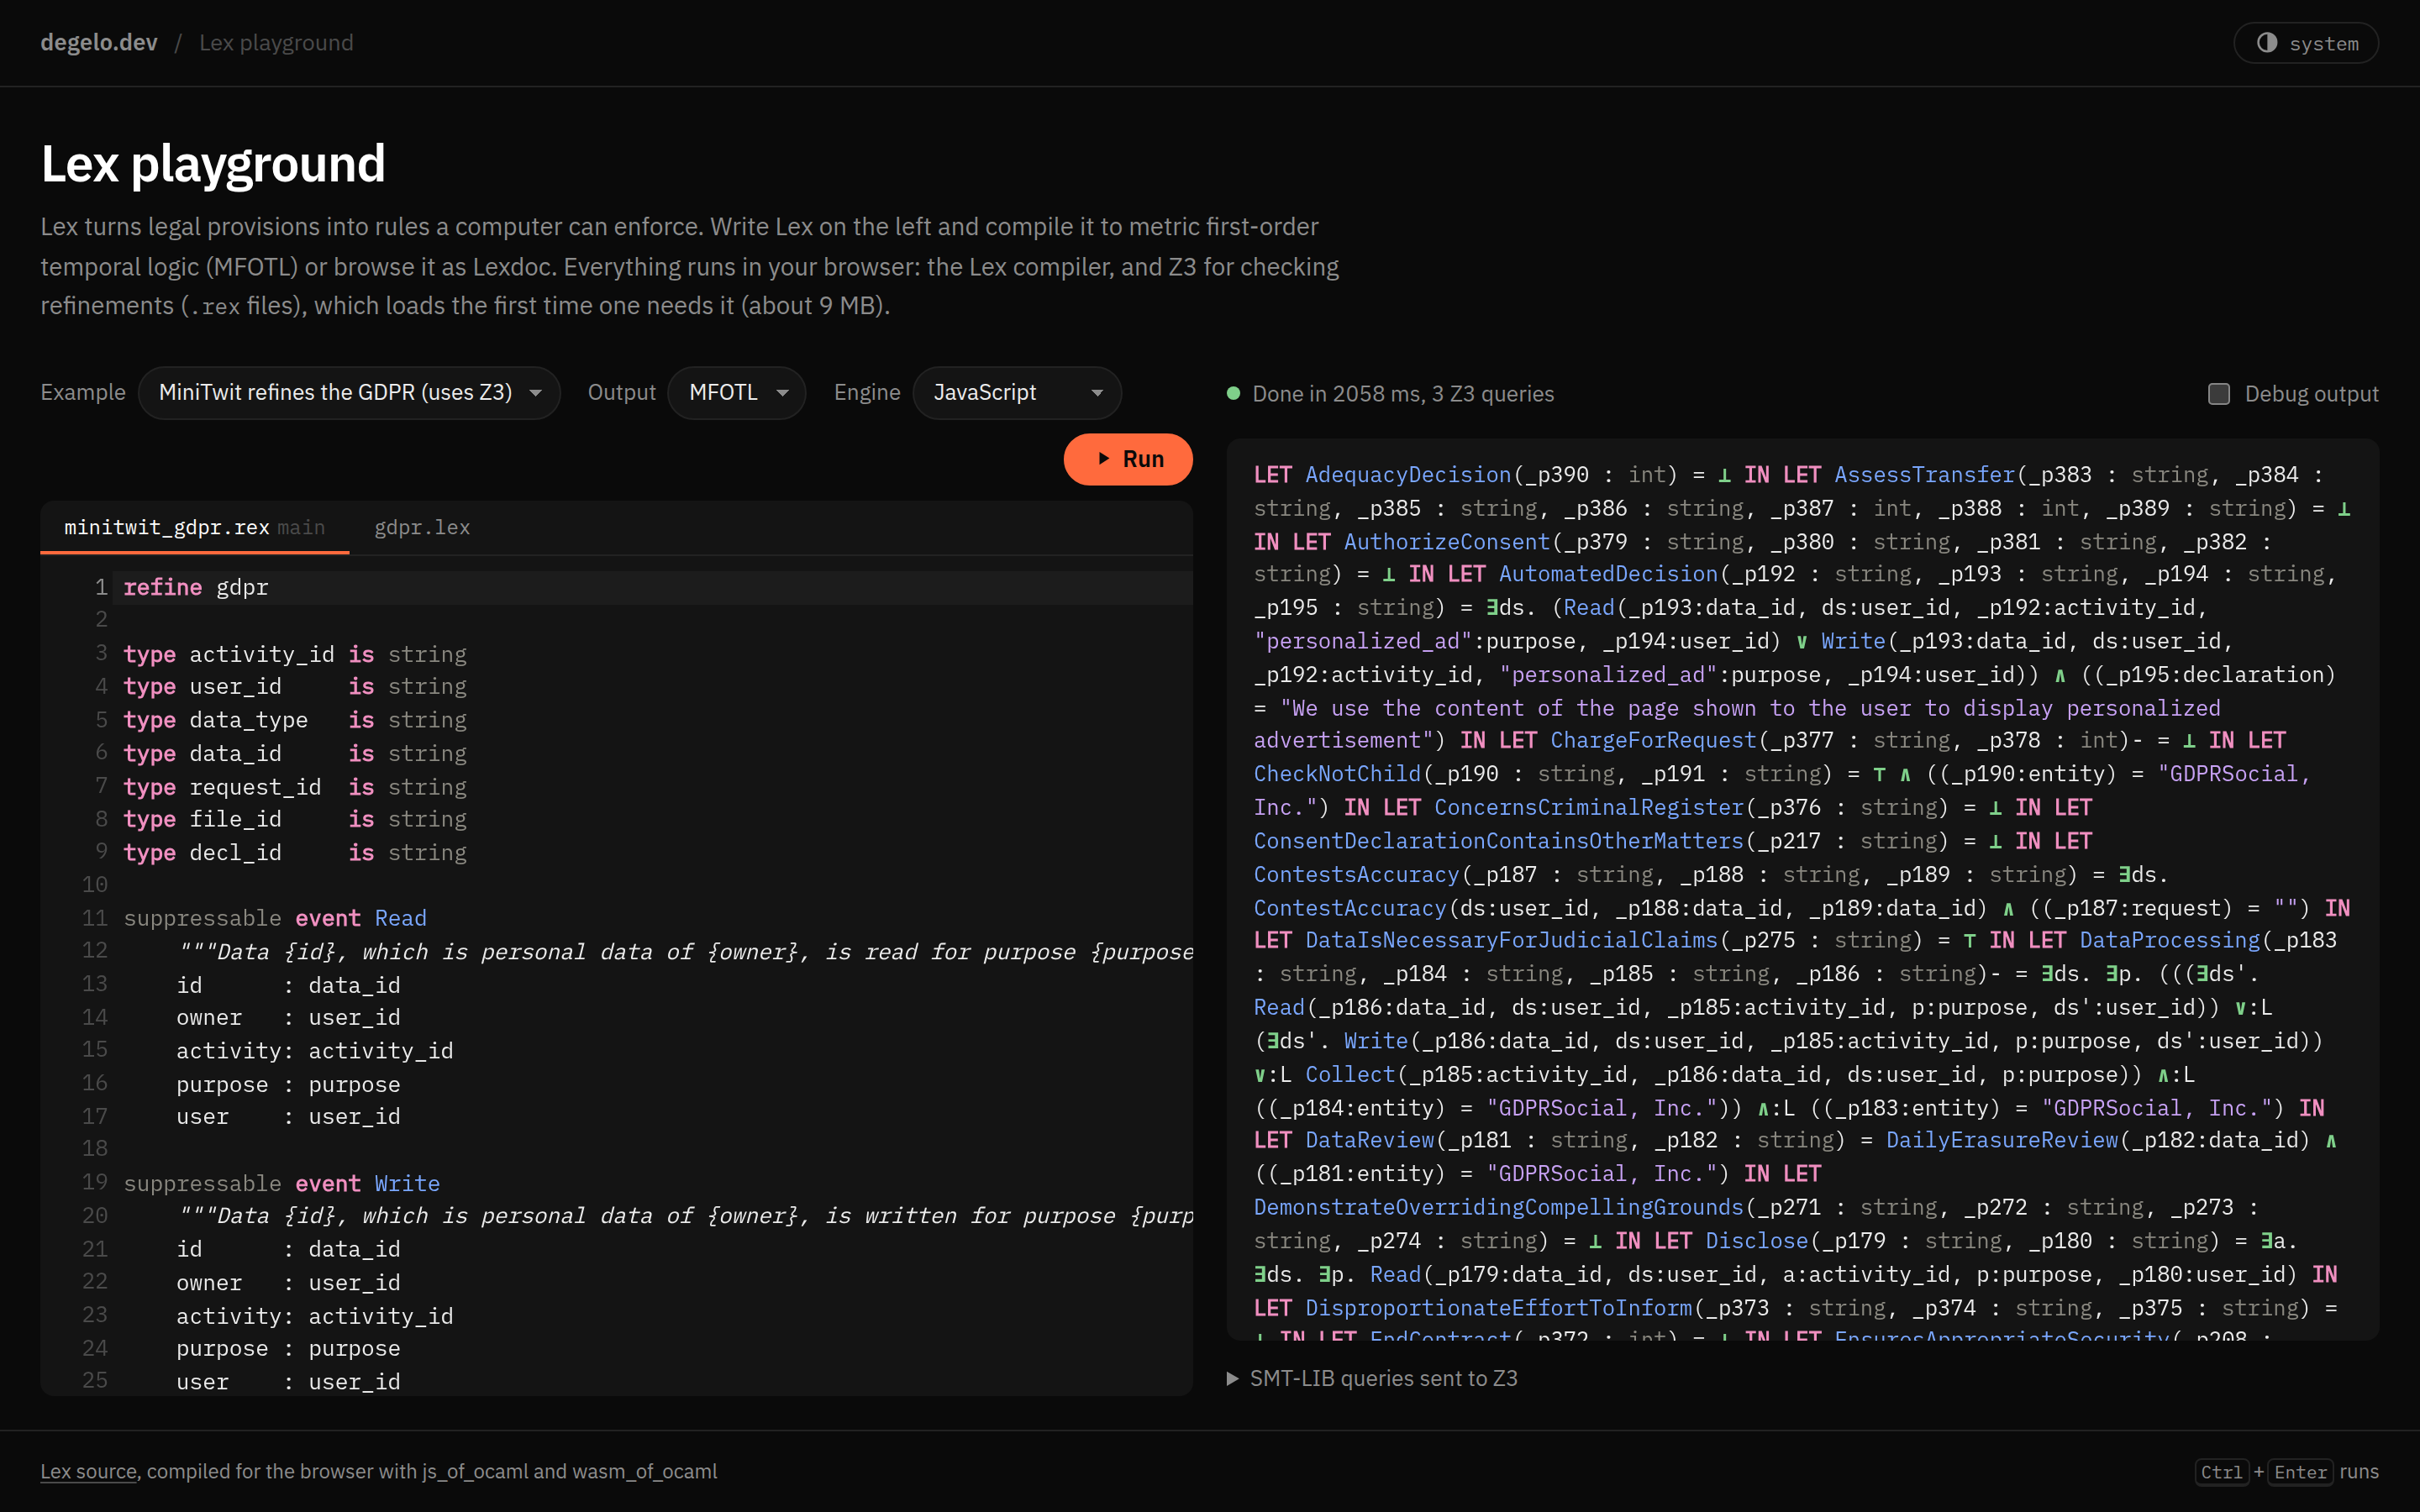 degelo.dev / Lex playground
system
Lex playground
Lex turns legal provisions into rules a computer can enforce. Write Lex on the left and compile it to metric first-order
temporal logic (MFOTL) or browse it as Lexdoc. Everything runs in your browser: the Lex compiler, and Z3 for checking
refinements (.rex files), which loads the first time one needs it (about 9 MB).
Example MiniTwit refines the GDPR (uses Z3) Output MFOTL Engine JavaScript
Run
minitwit_gdpr.rex main gdpr.lex
1 refine gdpr
2
3 type activity_id is string
4 type user_id     is string
5 type data_type   is string
6 type data_id     is string
7 type request_id  is string
8 type file_id     is string
9 type decl_id     is string
10
11 suppressable event Read
12     """Data {id}, which is personal data of {owner}, is read for purpose {purpose
13     id      : data_id
14     owner   : user_id
15     activity: activity_id
16     purpose : purpose
17     user    : user_id
18
19 suppressable event Write
20     """Data {id}, which is personal data of {owner}, is written for purpose {purp
21     id      : data_id
22     owner   : user_id
23     activity: activity_id
24     purpose : purpose
25     user    : user_id
Done in 2058 ms, 3 Z3 queries
Debug output
LET AdequacyDecision(_p390 : int) = ⊥ IN LET AssessTransfer(_p383 : string, _p384 :
string, _p385 : string, _p386 : string, _p387 : int, _p388 : int, _p389 : string) = ⊥
IN LET AuthorizeConsent(_p379 : string, _p380 : string, _p381 : string, _p382 :
string) = ⊥ IN LET AutomatedDecision(_p192 : string, _p193 : string, _p194 : string,
_p195 : string) = ∃ds. (Read(_p193:data_id, ds:user_id, _p192:activity_id,
"personalized_ad":purpose, _p194:user_id) ∨ Write(_p193:data_id, ds:user_id,
_p192:activity_id, "personalized_ad":purpose, _p194:user_id)) ∧ ((_p195:declaration)
= "We use the content of the page shown to the user to display personalized
advertisement") IN LET ChargeForRequest(_p377 : string, _p378 : int)- = ⊥ IN LET
CheckNotChild(_p190 : string, _p191 : string) = ⊤ ∧ ((_p190:entity) = "GDPRSocial,
Inc.") IN LET ConcernsCriminalRegister(_p376 : string) = ⊥ IN LET
ConsentDeclarationContainsOtherMatters(_p217 : string) = ⊥ IN LET
ContestsAccuracy(_p187 : string, _p188 : string, _p189 : string) = ∃ds.
ContestAccuracy(ds:user_id, _p188:data_id, _p189:data_id) ∧ ((_p187:request) = "") IN
LET DataIsNecessaryForJudicialClaims(_p275 : string) = ⊤ IN LET DataProcessing(_p183
: string, _p184 : string, _p185 : string, _p186 : string)- = ∃ds. ∃p. (((∃ds'.
Read(_p186:data_id, ds:user_id, _p185:activity_id, p:purpose, ds':user_id)) ∨:L
(∃ds'. Write(_p186:data_id, ds:user_id, _p185:activity_id, p:purpose, ds':user_id))
∨:L Collect(_p185:activity_id, _p186:data_id, ds:user_id, p:purpose)) ∧:L
((_p184:entity) = "GDPRSocial, Inc.")) ∧:L ((_p183:entity) = "GDPRSocial, Inc.") IN
LET DataReview(_p181 : string, _p182 : string) = DailyErasureReview(_p182:data_id) ∧
((_p181:entity) = "GDPRSocial, Inc.") IN LET
DemonstrateOverridingCompellingGrounds(_p271 : string, _p272 : string, _p273 :
string, _p274 : string) = ⊥ IN LET Disclose(_p179 : string, _p180 : string) = ∃a.
∃ds. ∃p. Read(_p179:data_id, ds:user_id, a:activity_id, p:purpose, _p180:user_id) IN
LET DisproportionateEffortToInform(_p373 : string, _p374 : string, _p375 : string) =
⊥ IN LET EndContract(_p372 : int) = ⊥ IN LET EnsuresAppropriateSecurity(_p208 :
SMT-LIB queries sent to Z3
Lex source, compiled for the browser with js_of_ocaml and wasm_of_ocaml
Ctrl + Enter runs